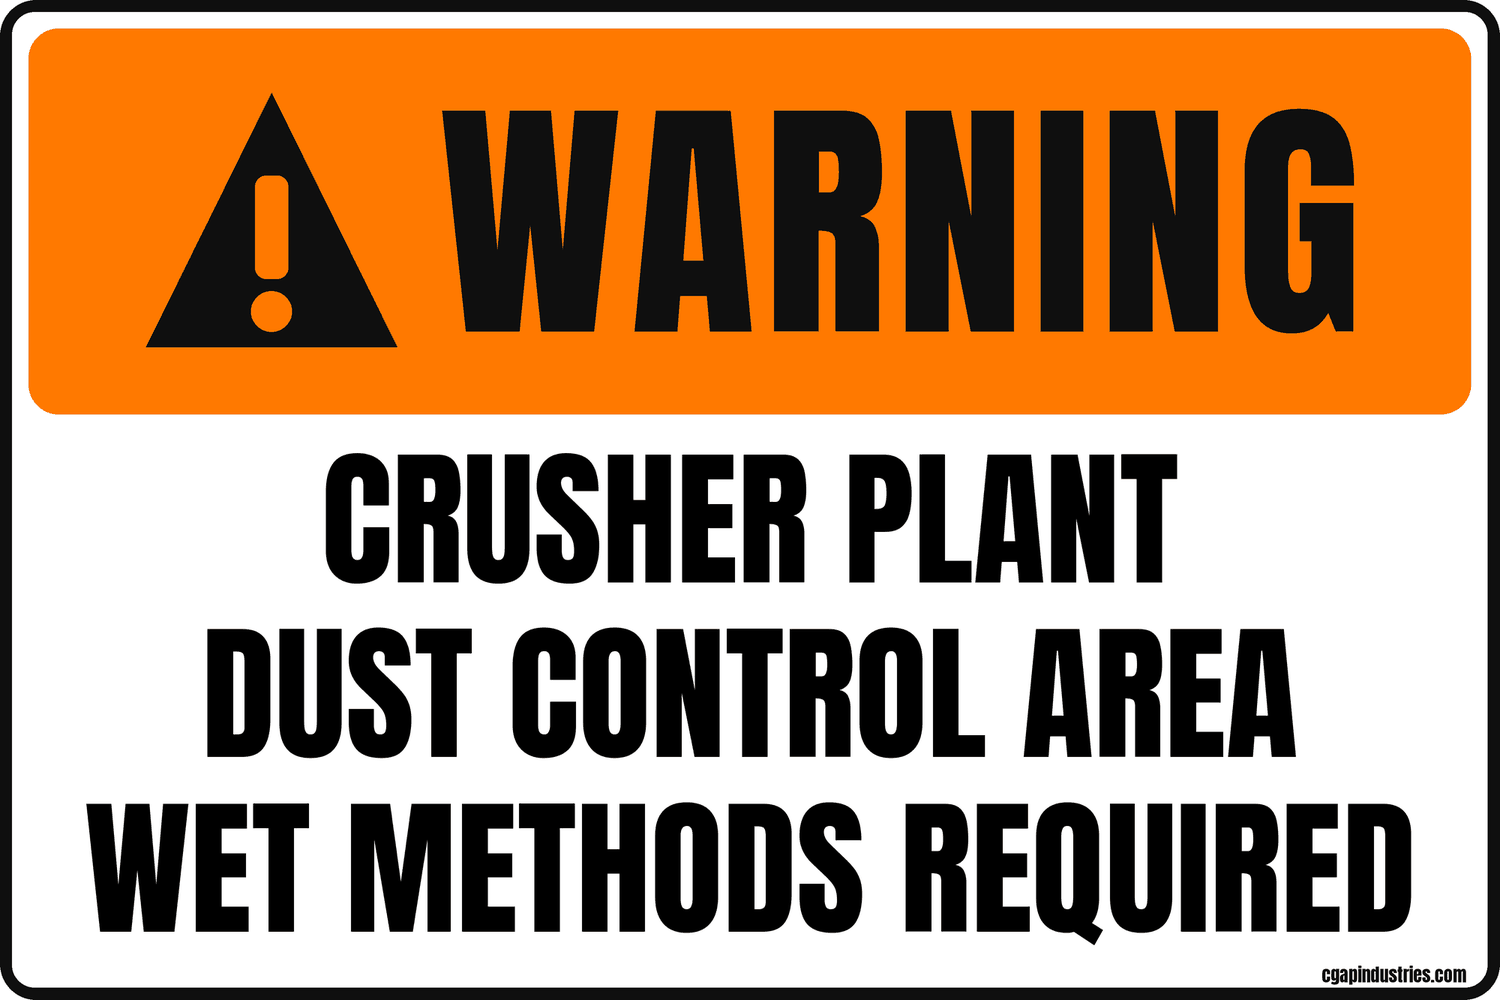 WARNING
CRUSHER PLANT
DUST CONTROL AREA
WET METHODS REQUIRED
cgapindustries.com